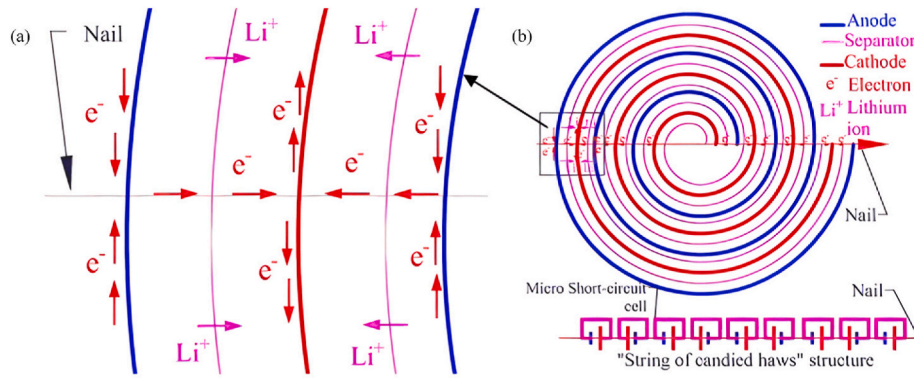 (a)
Nail
Li+
Li+
e-
e-
e-
e-
e-
e-
e-
e-
Li+
Li+
(b)
Anode
Separator
Cathode
e- Electron
Li+ Lithium
ion
Nail
Micro Short-circuit
cell
Nail
"String of candied haws" structure